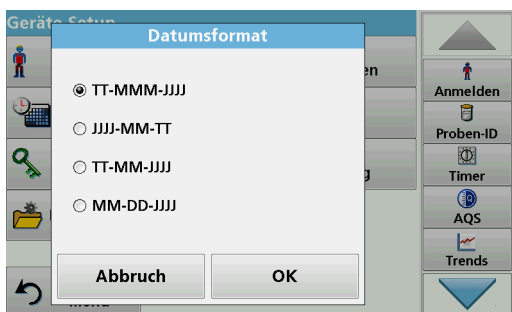 Geräte Setup
Datumsformat
TT-MMM-JJJJ
JJJJ-MM-TT
TT-MM-JJJJ
MM-DD-JJJJ
Abbruch
OK
Anmelden
Proben-ID
Timer
AQS
Trends